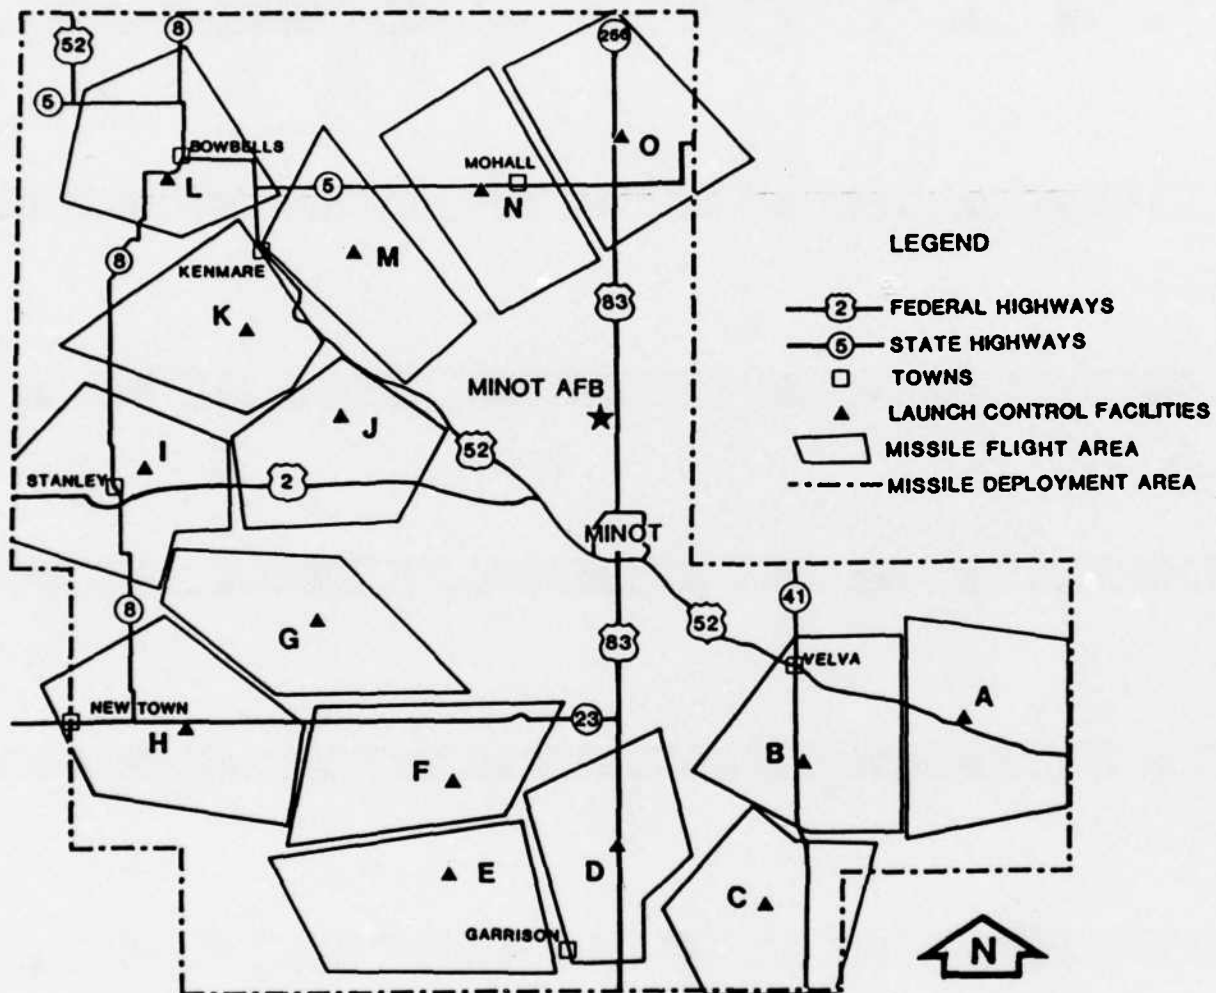 52
8
5
BOWBELLS
L
256
O
MOHALL
5
N
8
KENMARE
M
K
83
LEGEND
2 FEDERAL HIGHWAYS
5 STATE HIGHWAYS
TOWNS
LAUNCH CONTROL FACILITIES
MISSILE FLIGHT AREA
MISSILE DEPLOYMENT AREA
MINOT AFB
J
52
I
STANLEY
2
MINOT
8
G
83
52
41
VELVA
NEW TOWN
H
23
A
B
F
E
D
C
GARRISON
N